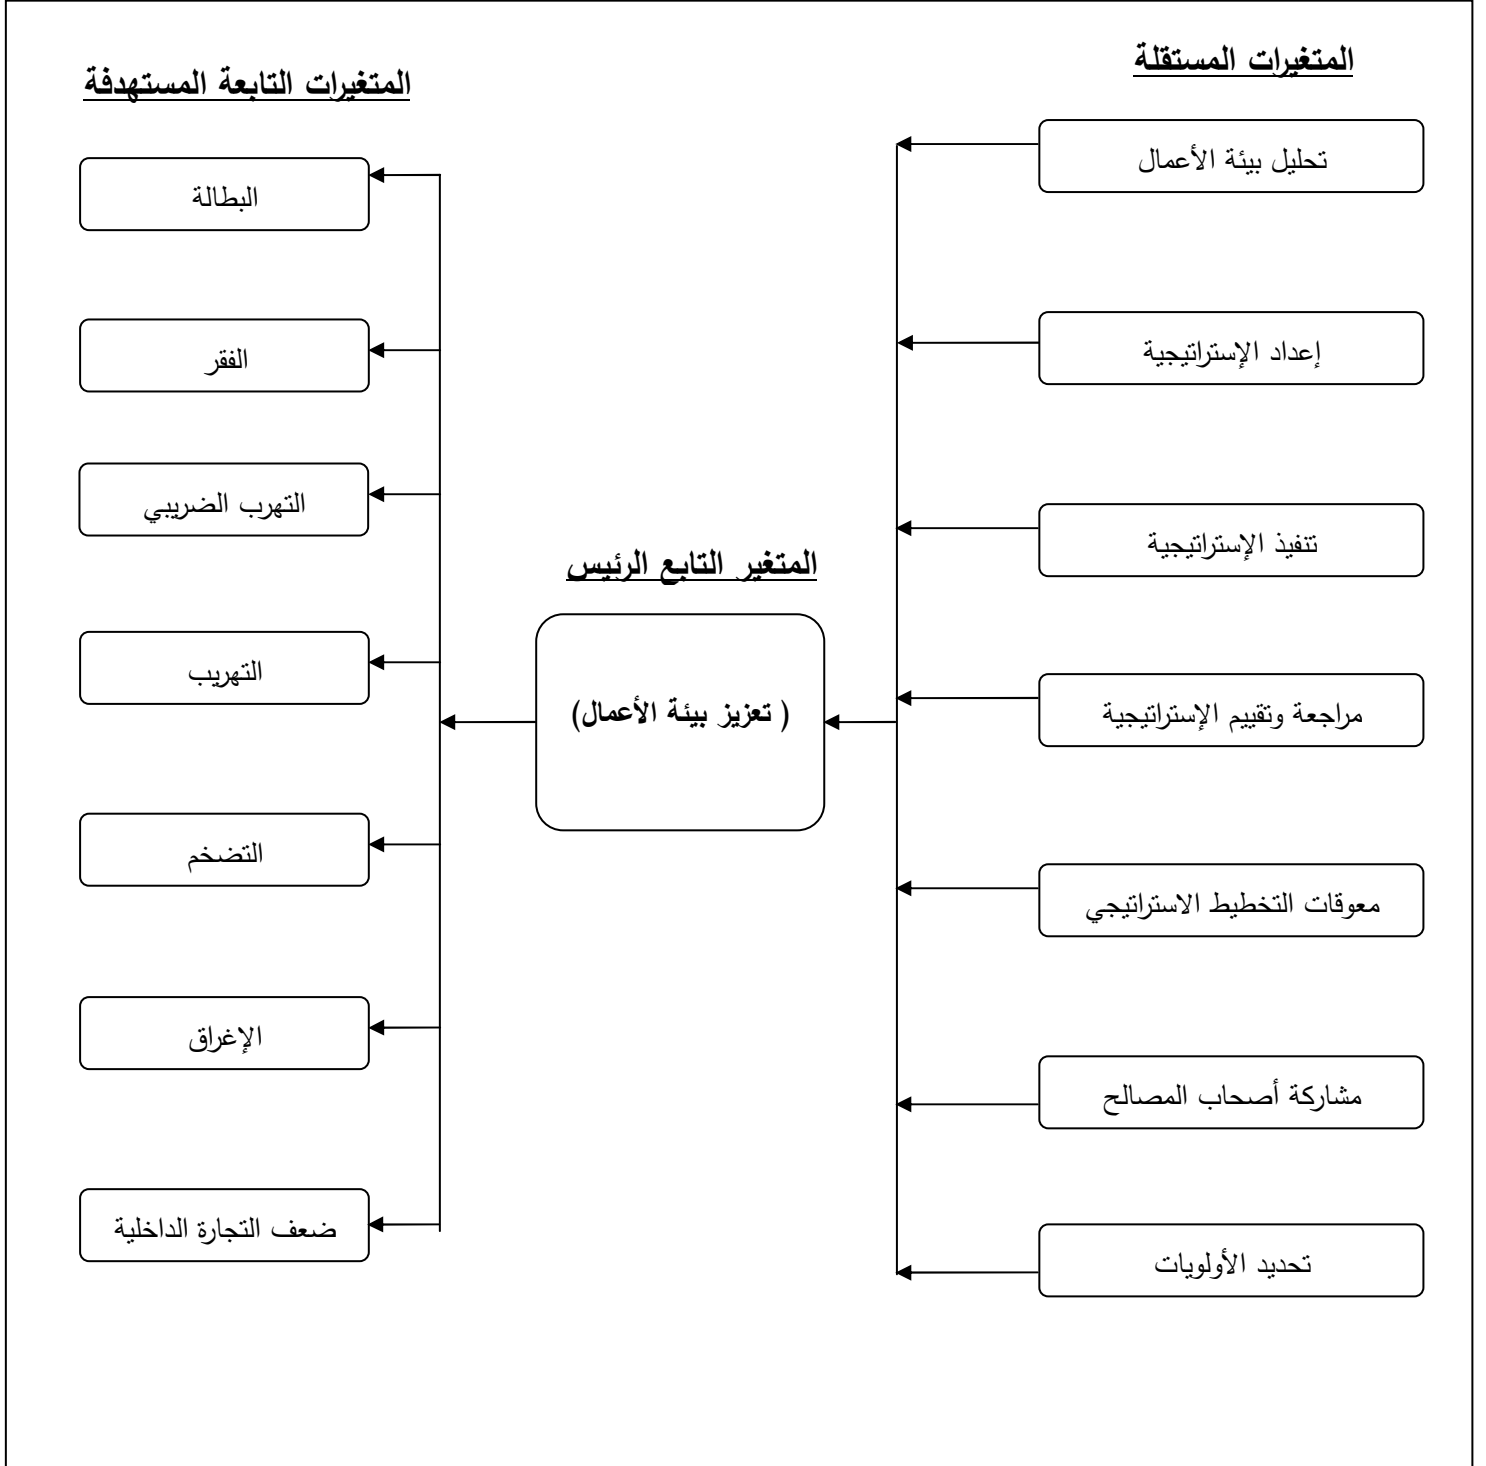 المتغيرات المستقلة
تحليل بيئة الأعمال
إعداد الإستراتيجية
تنفيذ الإستراتيجية
مراجعة وتقييم الإستراتيجية
معوقات التخطيط الاستراتيجي
مشاركة أصحاب المصالح
تحديد الأولويات
المتغير التابع الرئيس
( تعزيز بيئة الأعمال)
المتغيرات التابعة المستهدفة
البطالة
الفقر
التهرب الضريبي
التهريب
التضخم
الإغراق
ضعف التجارة الداخلية